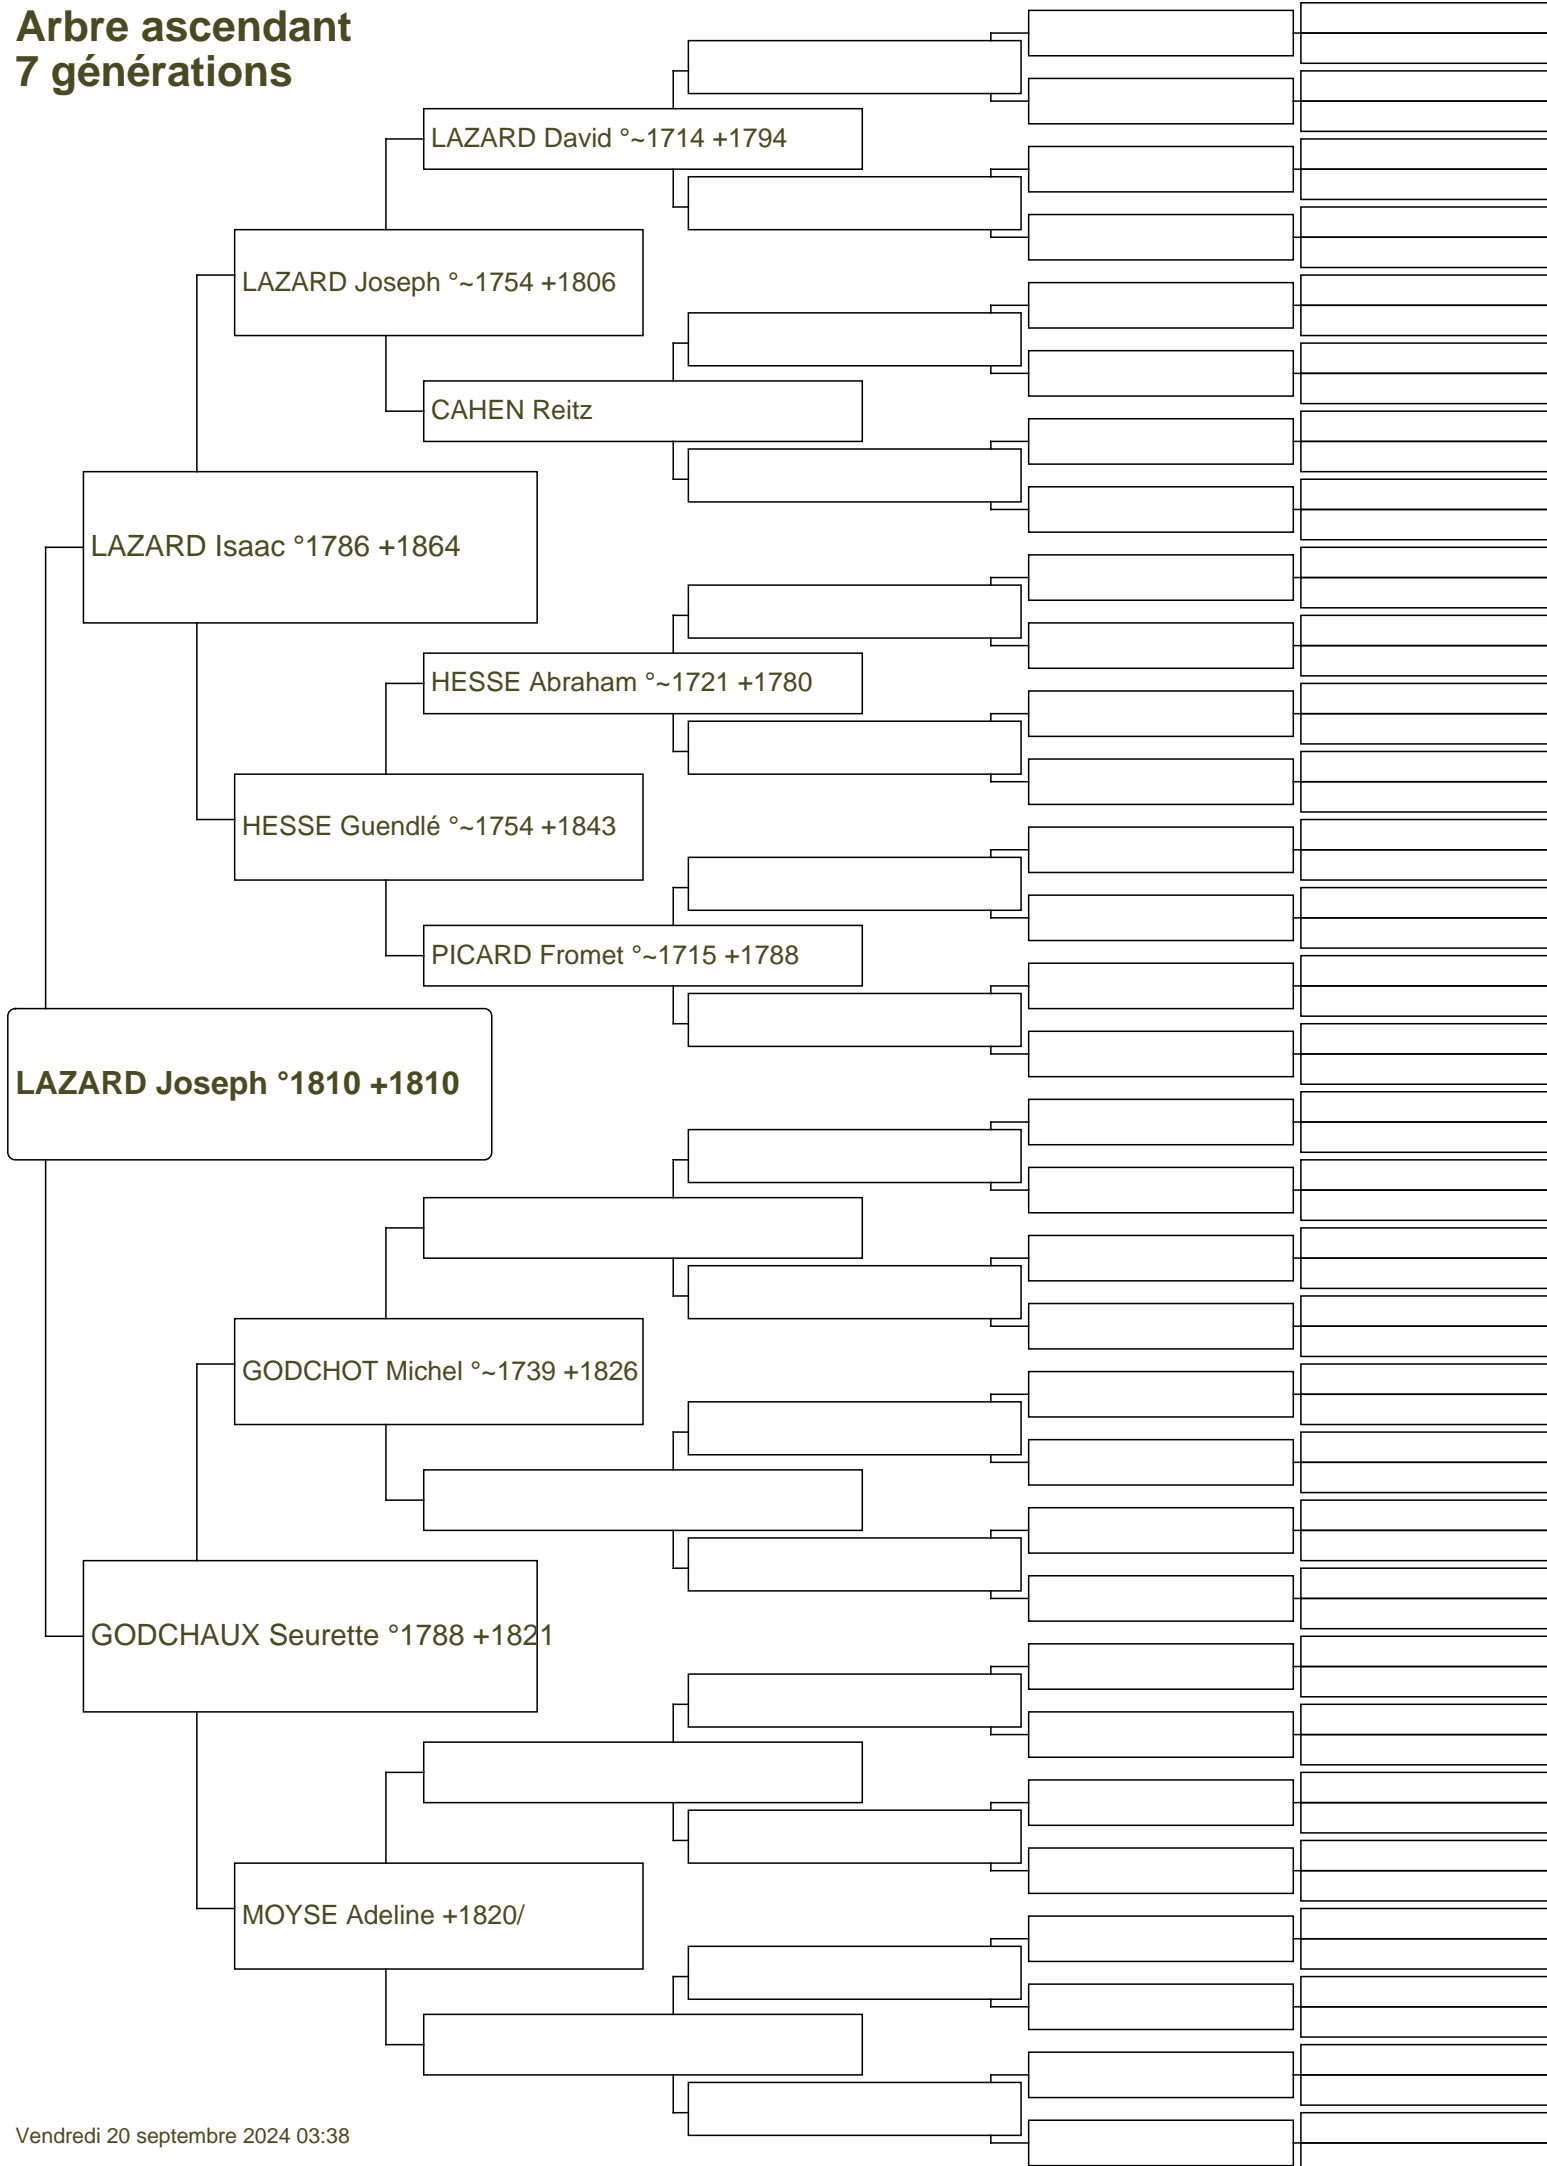 Arbre ascendant
7 générations
LAZARD David °~1714 +1794
LAZARD Joseph °~1754 +1806
CAHEN Reitz
LAZARD Isaac °1786 +1864
HESSE Abraham °~1721 +1780
HESSE Guendlé °~1754 +1843
PICARD Fromet °~1715 +1788
LAZARD Joseph °1810 +1810
GODCHOT Michel °~1739 +1826
GODCHAUX Seurette °1788 +1821
MOYSE Adeline +1820/
Vendredi 20 septembre 2024 03:38